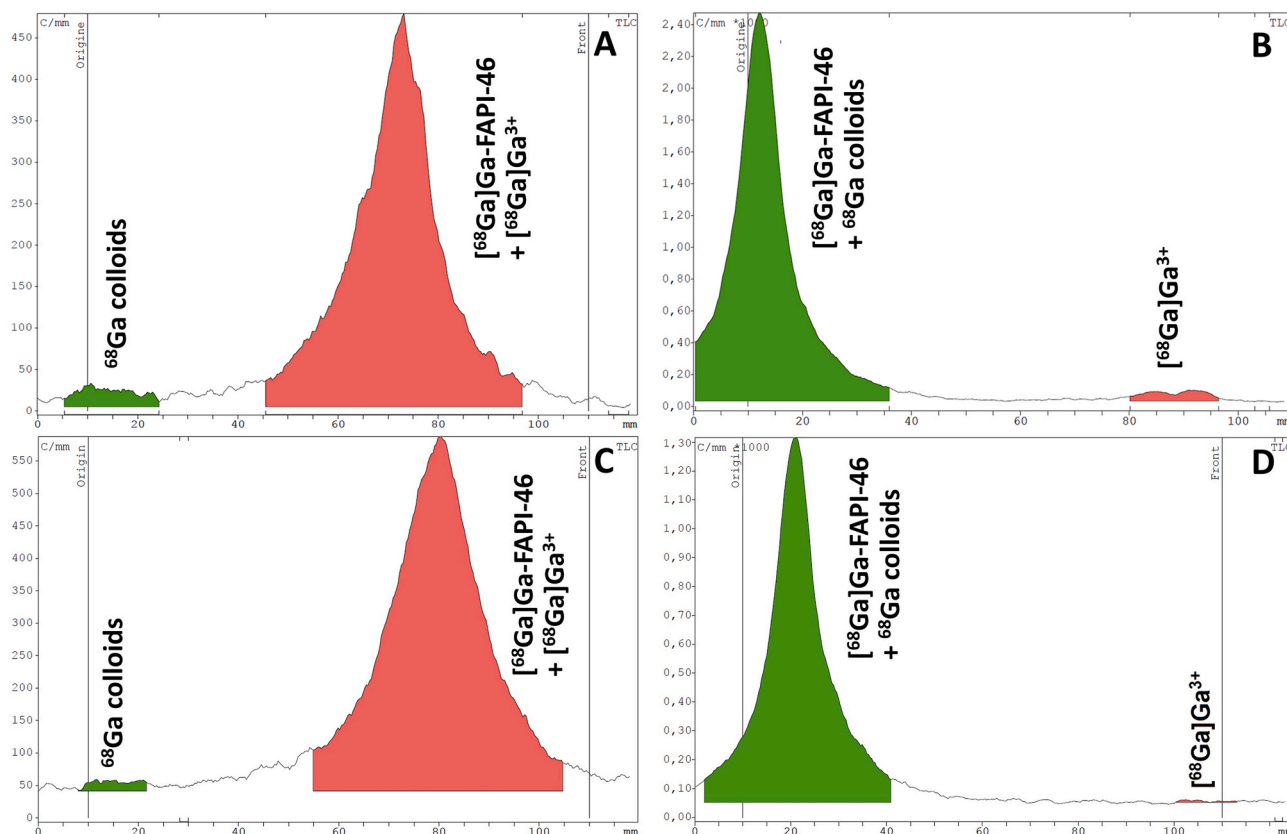 C/mm
TLC
Origine
Front
A
450
400
350
300
250
200
150
100
50
0
⁶⁸Ga colloids
[⁶⁸Ga]Ga-FAPI-46
+ [⁶⁸Ga]Ga³⁺
0
20
40
60
80
100
mm
C/mm
TLC
Origine
B
2,40
2,20
2,00
1,80
1,60
1,40
1,20
1,00
0,80
0,60
0,40
0,20
0,00
[⁶⁸Ga]Ga-FAPI-46
+ ⁶⁸Ga colloids
[⁶⁸Ga]Ga³⁺
0
20
40
60
80
100
mm
C/mm
TLC
Origin
Front
C
550
500
450
400
350
300
250
200
150
100
50
0
⁶⁸Ga colloids
[⁶⁸Ga]Ga-FAPI-46
+ [⁶⁸Ga]Ga³⁺
0
20
40
60
80
100
mm
C/mm *1000
TLC
Origin
Front
D
1,30
1,20
1,10
1,00
0,90
0,80
0,70
0,60
0,50
0,40
0,30
0,20
0,10
0,00
[⁶⁸Ga]Ga-FAPI-46
+ ⁶⁸Ga colloids
[⁶⁸Ga]Ga³⁺
0
20
40
60
80
100
mm